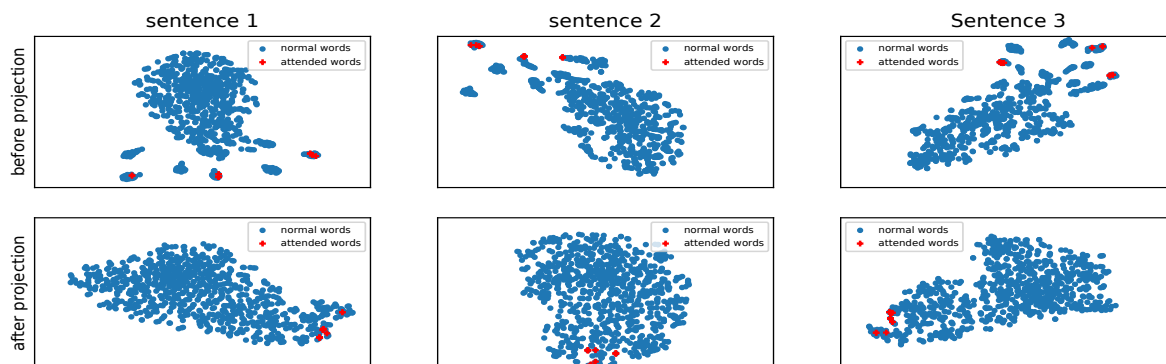 sentence 1
sentence 2
Sentence 3
before projection
normal words
attended words
normal words
attended words
normal words
attended words
after projection
normal words
attended words
normal words
attended words
normal words
attended words